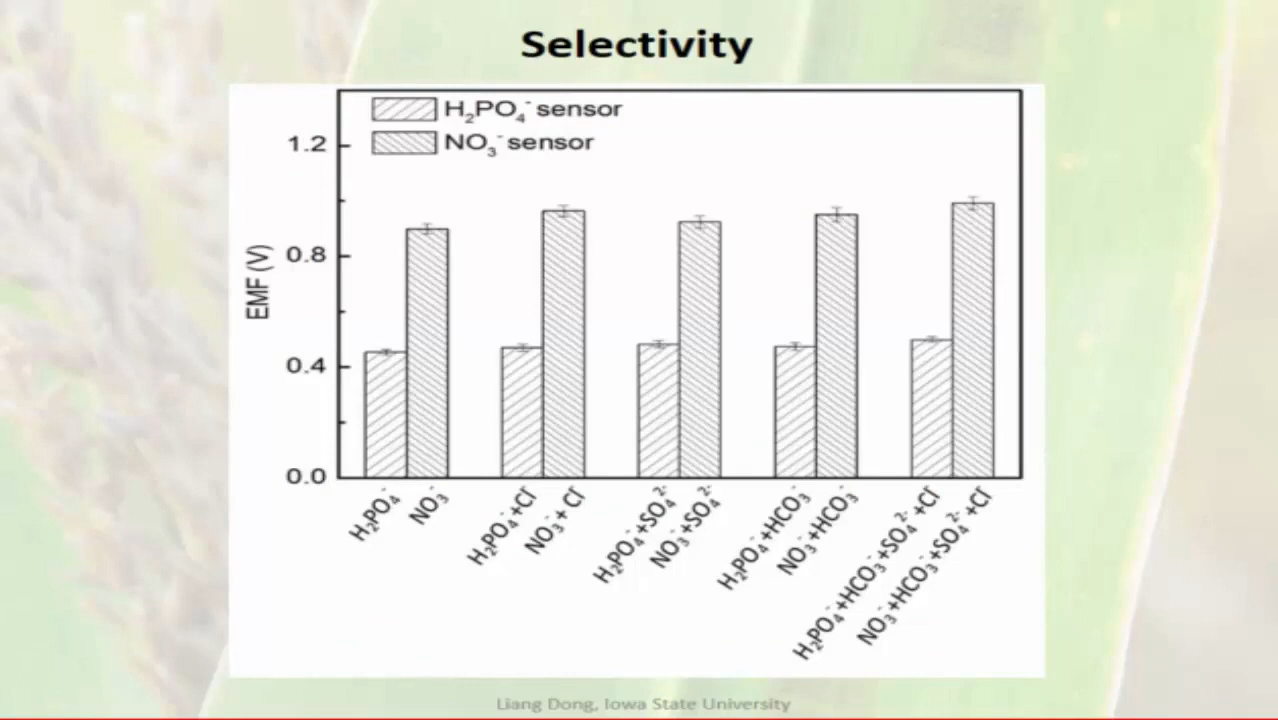 Selectivity
H₂PO₄⁻ sensor
NO₃⁻ sensor
1.2
0.8
0.4
0.0
EMF (V)
H₂PO₄⁻
NO₃⁻
H₂PO₄⁻+Cl⁻
NO₃⁻+ Cl⁻
H₂PO₄⁻+SO₄²⁻
NO₃⁻+SO₄²⁻
H₂PO₄⁻+HCO₃⁻
NO₃⁻+HCO₃⁻
H₂PO₄⁻+HCO₃⁻+SO₄²⁻+Cl⁻
NO₃⁻+HCO₃⁻+SO₄²⁻+Cl⁻
Liang Dong, Iowa State University